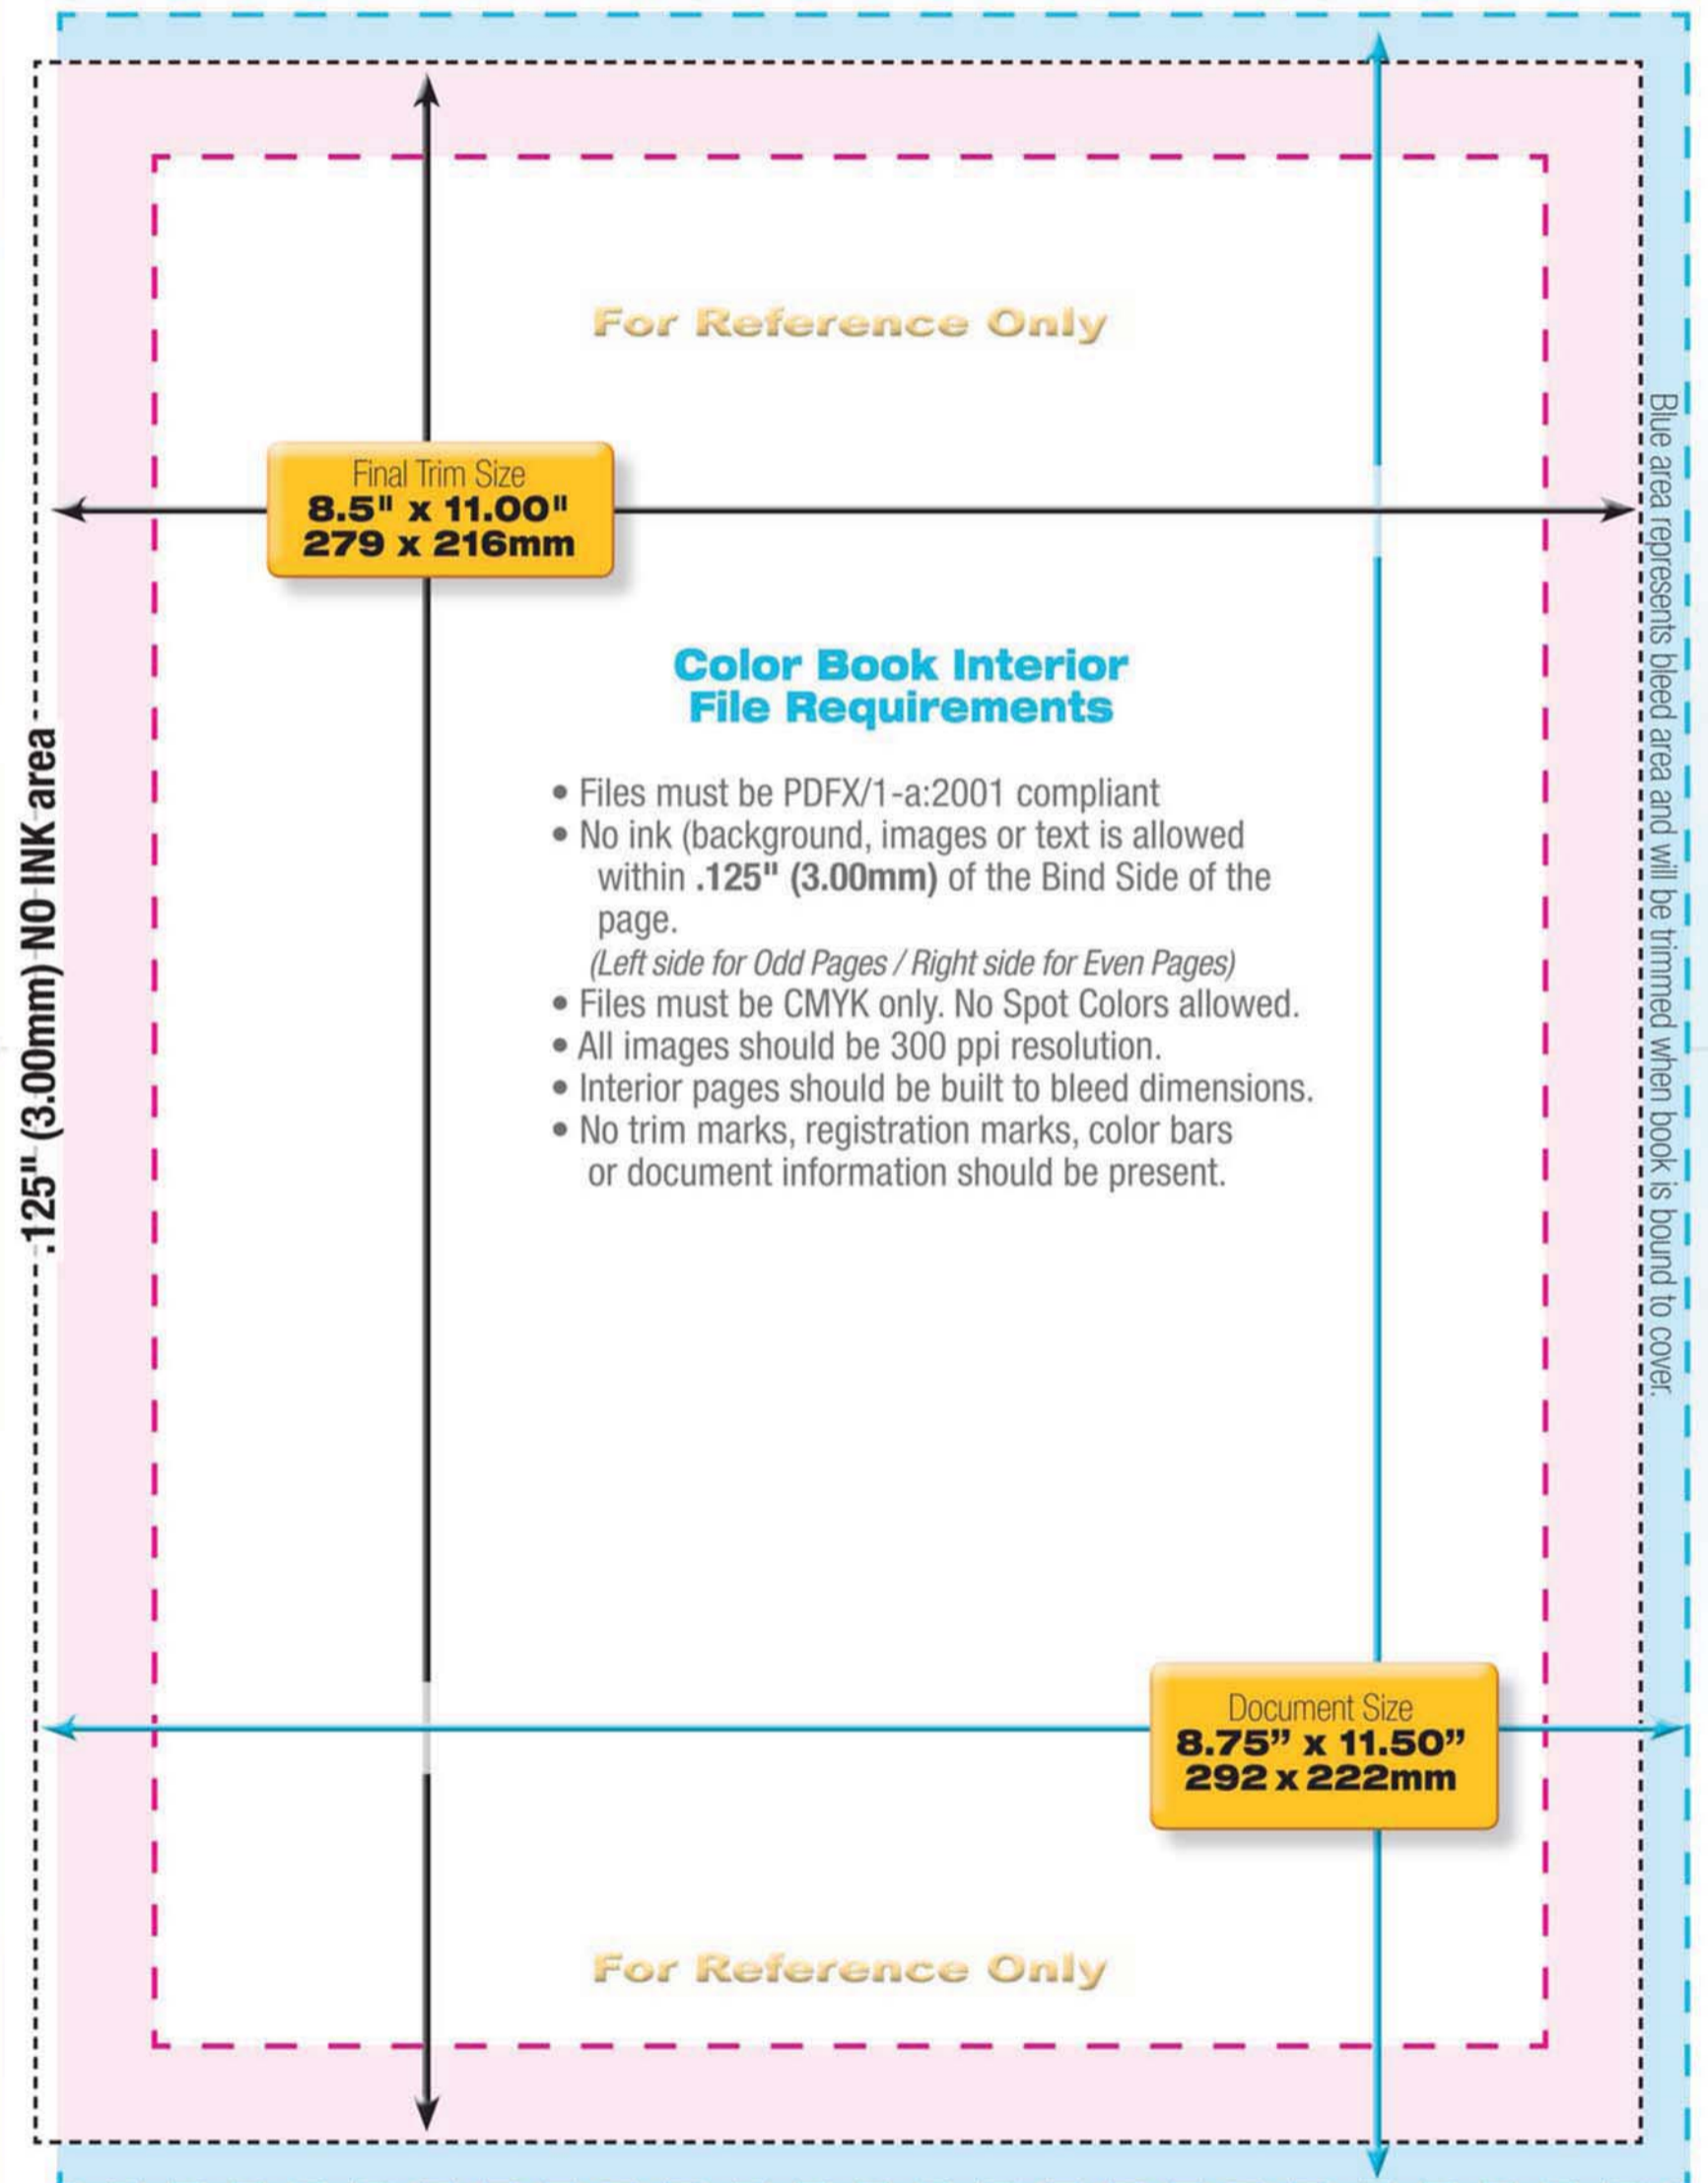 For Reference Only
Final Trim Size
8.5" x 11.00"
279 x 216mm
Color Book Interior
File Requirements
• Files must be PDFX/1-a:2001 compliant
• No ink (background, images or text is allowed
within .125" (3.00mm) of the Bind Side of the
page.
(Left side for Odd Pages / Right side for Even Pages)
• Files must be CMYK only. No Spot Colors allowed.
• All images should be 300 ppi resolution.
• Interior pages should be built to bleed dimensions.
• No trim marks, registration marks, color bars
or document information should be present.
.125" (3.00mm) NO INK area
Blue area represents bleed area and will be trimmed when book is bound to cover.
Document Size
8.75” x 11.50”
292 x 222mm
For Reference Only